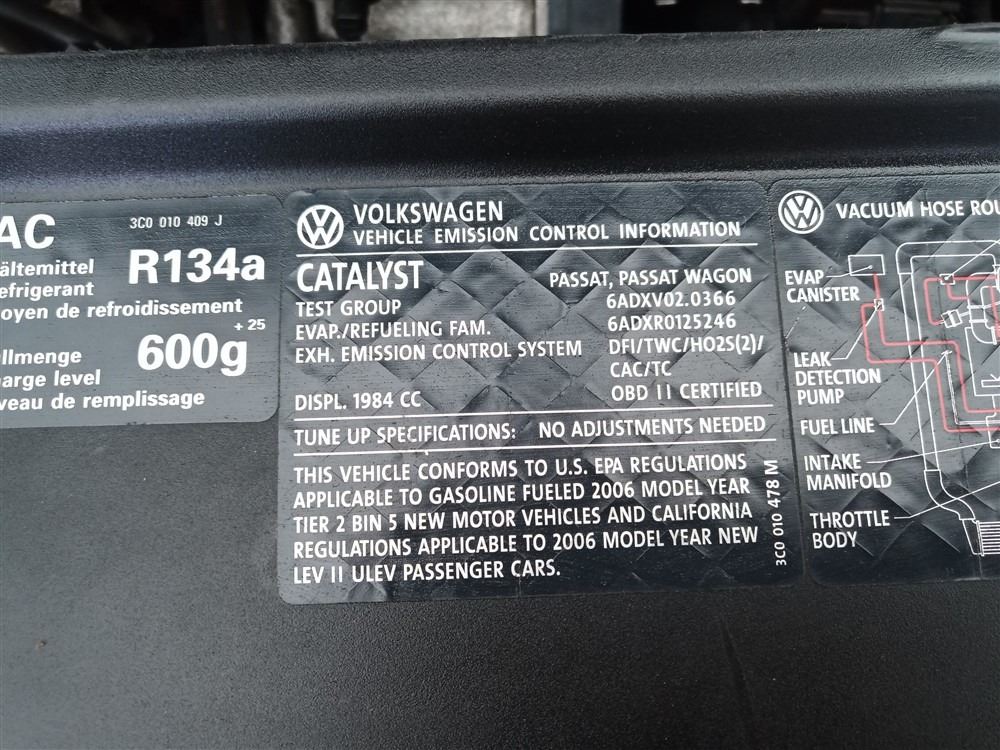 AC
3C0 010 409 J
R134a
600g
+ 25
VOLKSWAGEN
VEHICLE EMISSION CONTROL INFORMATION
CATALYST
PASSAT, PASSAT WAGON
TEST GROUP 6ADXV02.0366
EVAP./REFUELING FAM. 6ADXR0125246
EXH. EMISSION CONTROL SYSTEM DFI/TWC/HO2S(2)/
CAC/TC
DISPL. 1984 CC OBD II CERTIFIED
TUNE UP SPECIFICATIONS: NO ADJUSTMENTS NEEDED
THIS VEHICLE CONFORMS TO U.S. EPA REGULATIONS
APPLICABLE TO GASOLINE FUELED 2006 MODEL YEAR
TIER 2 BIN 5 NEW MOTOR VEHICLES AND CALIFORNIA
REGULATIONS APPLICABLE TO 2006 MODEL YEAR NEW
LEV II ULEV PASSENGER CARS.
3C0 010 478 M
ältemittel
efrigerant
oyen de refroidissement
llmenge
harge level
veau de remplissage
VACUUM HOSE ROU
EVAP
CANISTER
LEAK
DETECTION
PUMP
FUEL LINE
INTAKE
MANIFOLD
THROTTLE
BODY